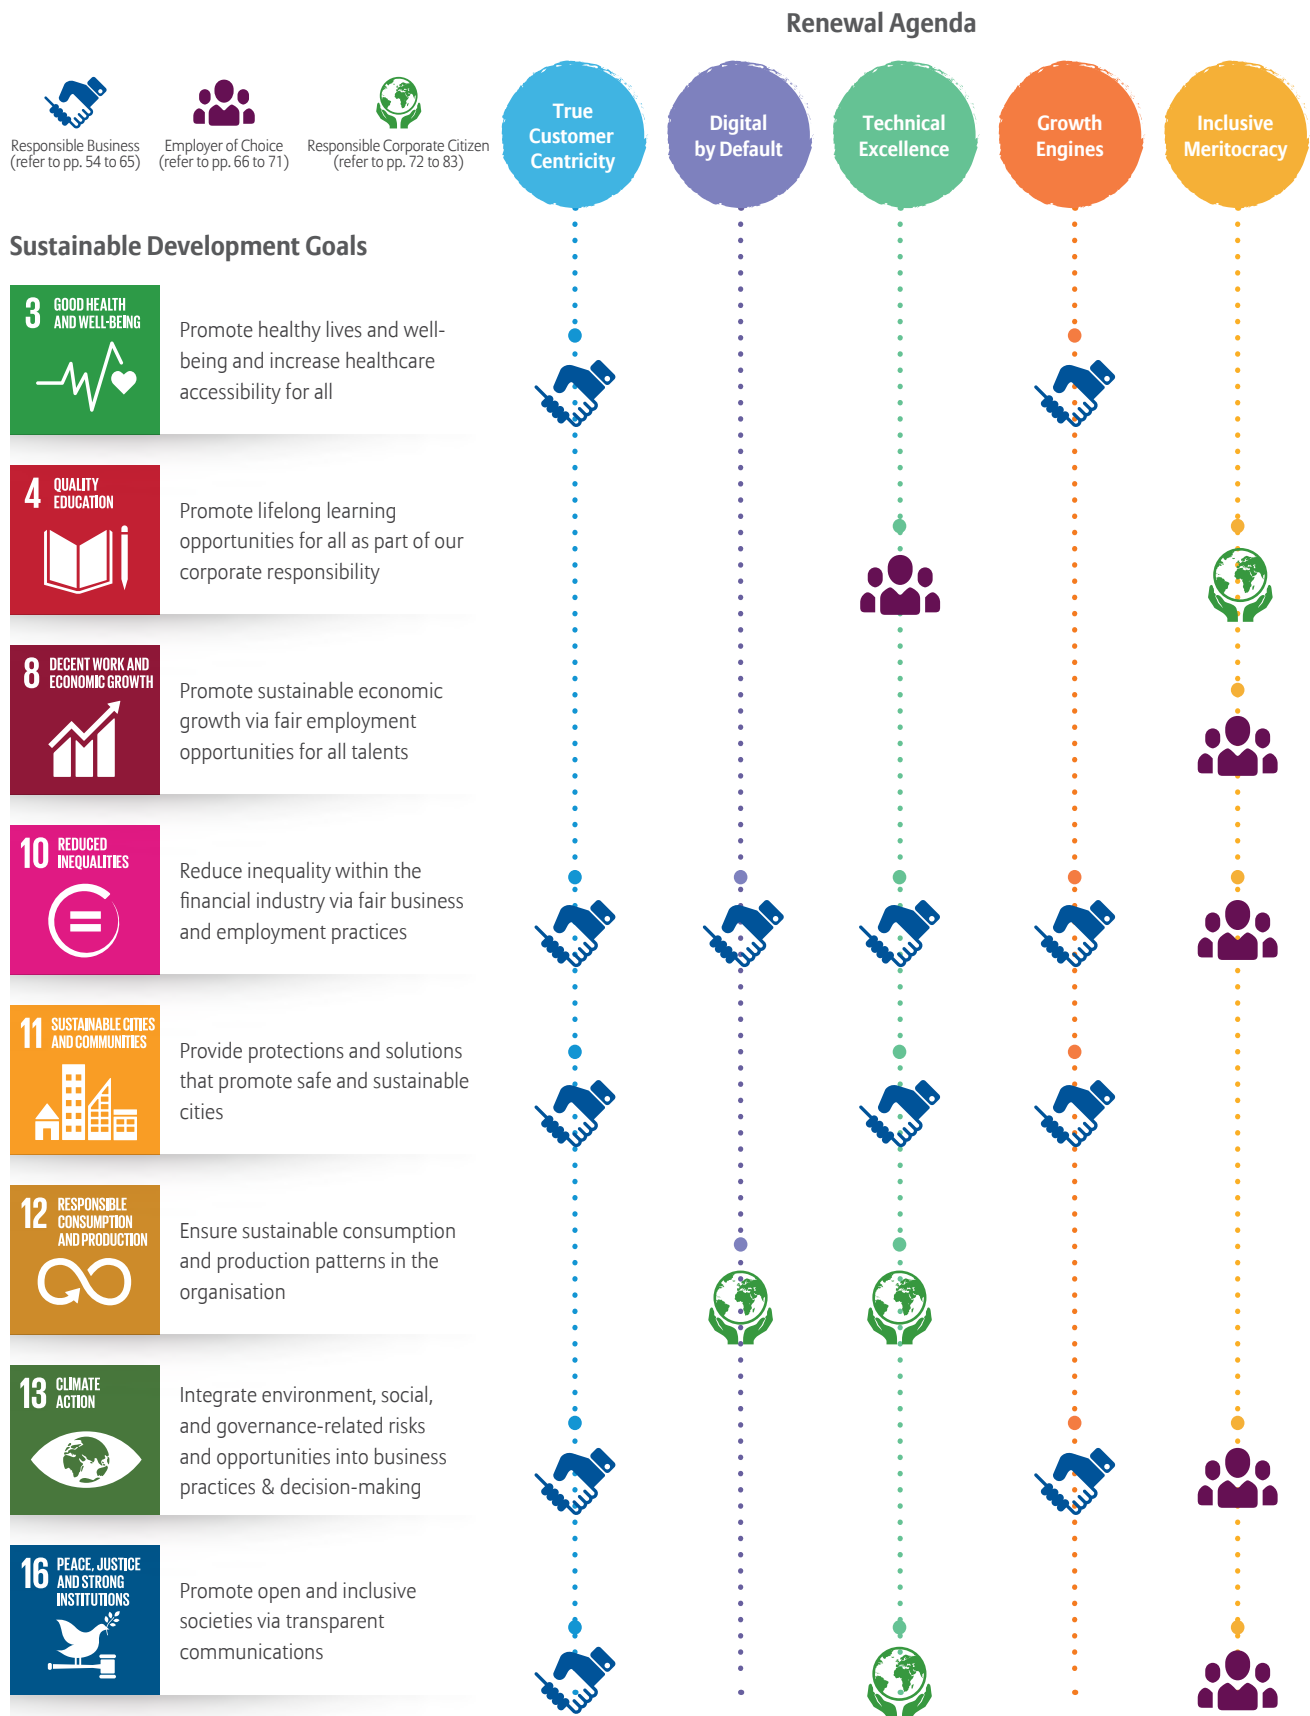 Renewal Agenda
Responsible Business
(refer to pp. 54 to 65)
Employer of Choice
(refer to pp. 66 to 71)
Responsible Corporate Citizen
(refer to pp. 72 to 83)
True
Customer
Centricity
Digital
by Default
Technical
Excellence
Growth
Engines
Inclusive
Meritocracy
Sustainable Development Goals
3 GOOD HEALTH
AND WELL-BEING
Promote healthy lives and well-
being and increase healthcare
accessibility for all
4 QUALITY
EDUCATION
Promote lifelong learning
opportunities for all as part of our
corporate responsibility
8 DECENT WORK AND
ECONOMIC GROWTH
Promote sustainable economic
growth via fair employment
opportunities for all talents
10 REDUCED
INEQUALITIES
Reduce inequality within the
financial industry via fair business
and employment practices
11 SUSTAINABLE CITIES
AND COMMUNITIES
Provide protections and solutions
that promote safe and sustainable
cities
12 RESPONSIBLE
CONSUMPTION
AND PRODUCTION
Ensure sustainable consumption
and production patterns in the
organisation
13 CLIMATE
ACTION
Integrate environment, social,
and governance-related risks
and opportunities into business
practices & decision-making
16 PEACE, JUSTICE
AND STRONG
INSTITUTIONS
Promote open and inclusive
societies via transparent
communications